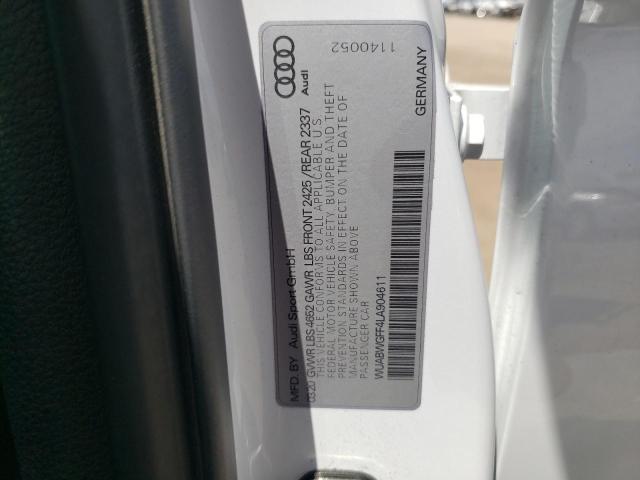 Audi
1140052
MFD. BY Audi Sport GmbH
03/20 GVWR LBS 4652 GAWR LBS FRONT 2425 /REAR 2337
THIS VEHICLE CONFORMS TO ALL APPLICABLE U.S.
FEDERAL MOTOR VEHICLE SAFETY, BUMPER AND THEFT
PREVENTION STANDARDS IN EFFECT ON THE DATE OF
MANUFACTURE SHOWN ABOVE
PASSENGER CAR
WUABWGFF4LA904611
GERMANY